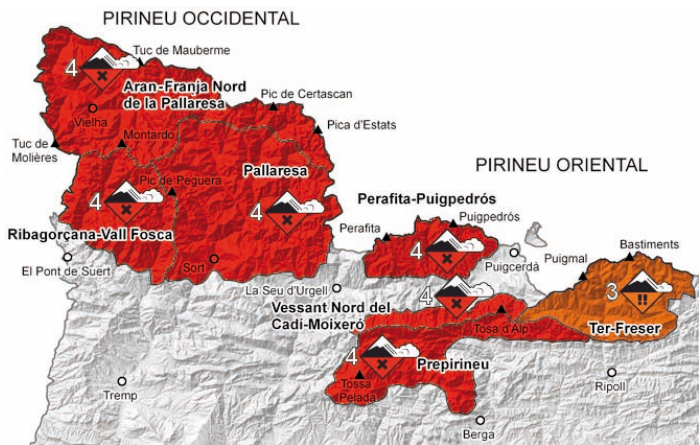 PIRINEU OCCIDENTAL
Tuc de Mauberme
4
Aran-Franja Nord
de la Pallaresa
Pic de Certascan
Vielha
Pica d'Estats
Tuc de
Molières
Montardo
Pallaresa
PIRINEU ORIENTAL
Pic de Peguera
4
4
Perafita-Puigpedrós
Ribagorçana-Vall Fosca
Perafita
Puigpedrós
Bastiments
El Pont de Suert
Sort
4
Puigcerdà
Puigmal
La Seu d'Urgell
4
3
!!
Vessant Nord del
Cadí-Moixeró
Tosa d'Alp
Ter-Freser
4
Prepirineu
Tossa
Pelada
Tremp
Ripoll
Berga